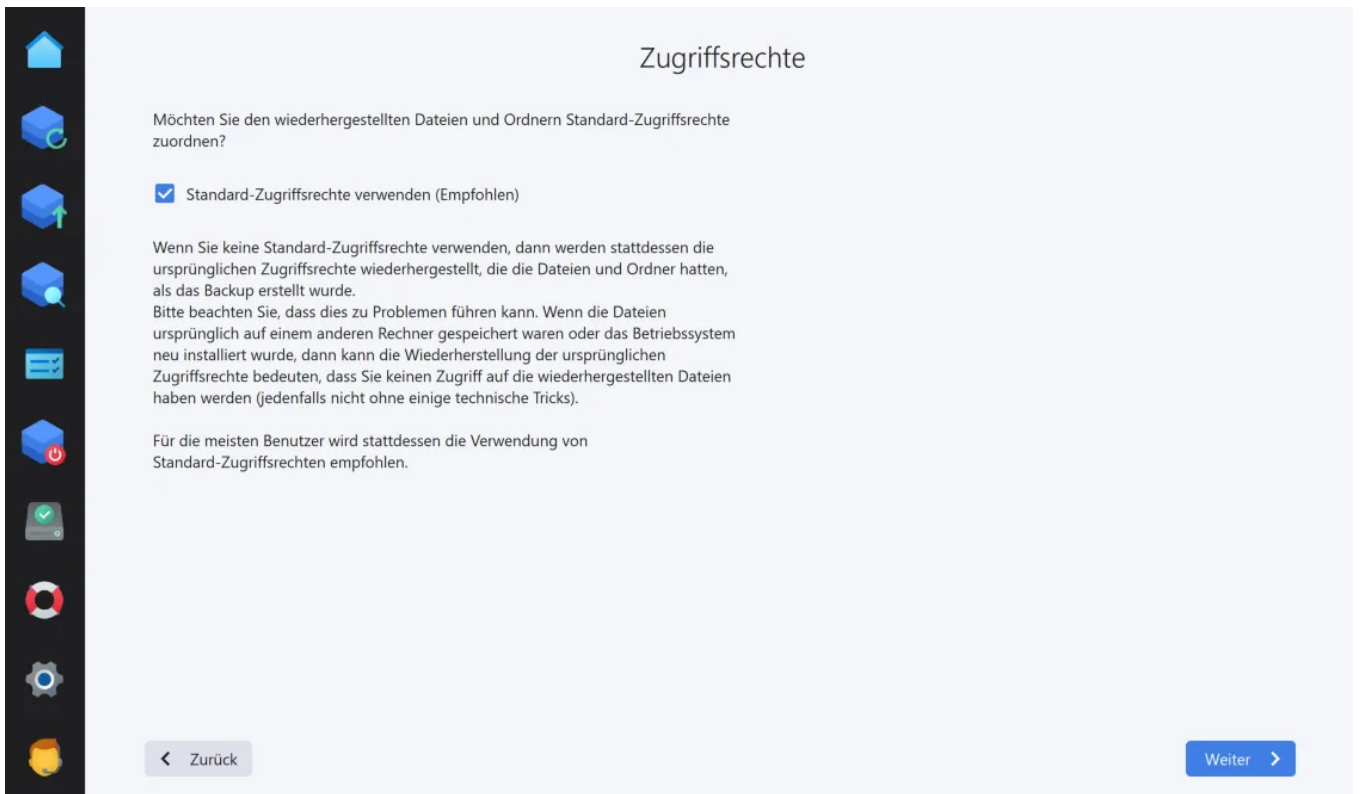 Zugriffsrechte
Möchten Sie den wiederhergestellten Dateien und Ordnern Standard-Zugriffsrechte
zuordnen?
Standard-Zugriffsrechte verwenden (Empfohlen)
Wenn Sie keine Standard-Zugriffsrechte verwenden, dann werden stattdessen die
ursprünglichen Zugriffsrechte wiederhergestellt, die die Dateien und Ordner hatten,
als das Backup erstellt wurde.
Bitte beachten Sie, dass dies zu Problemen führen kann. Wenn die Dateien
ursprünglich auf einem anderen Rechner gespeichert waren oder das Betriebssystem
neu installiert wurde, dann kann die Wiederherstellung der ursprünglichen
Zugriffsrechte bedeuten, dass Sie keinen Zugriff auf die wiederhergestellten Dateien
haben werden (jedenfalls nicht ohne einige technische Tricks).
Für die meisten Benutzer wird stattdessen die Verwendung von
Standard-Zugriffsrechten empfohlen.
Zurück
Weiter